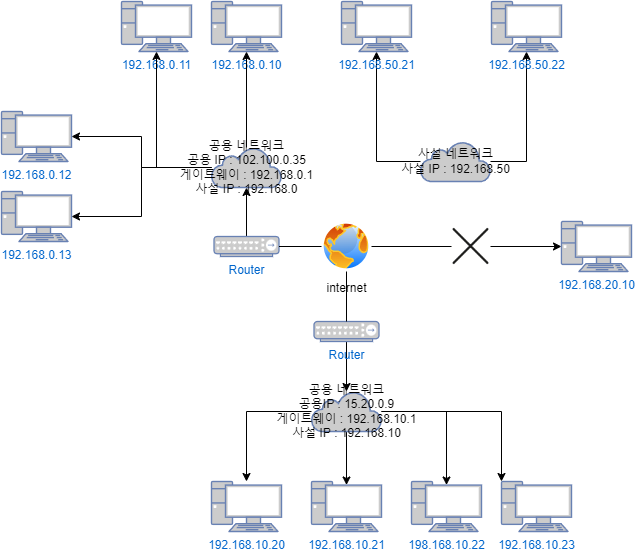 192.168.0.11
192.168.0.10
192.168.50.21
192.168.50.22
공용 네트워크
공용 IP : 102.100.0.35
게이트웨이 : 192.168.0.1
사설 IP : 192.168.0
사설 네트워크
사설 IP : 192.168.50
192.168.0.12
192.168.0.13
Router
internet
192.168.20.10
Router
공용 네트워크
공용IP : 15.20.0.9
게이트웨이 : 192.168.10.1
사설 IP : 192.168.10
192.168.10.20
192.168.10.21
198.168.10.22
192.168.10.23